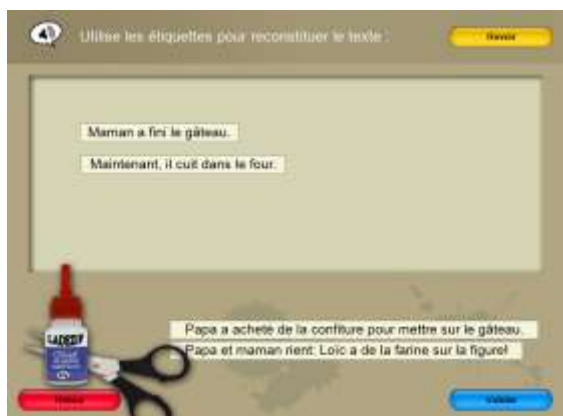 Utilise les étiquettes pour reconstituer le texte :
Maman a fini le gâteau.
Maintenant, il cuit dans le four.
Papa a acheté de la confiture pour mettre sur le gâteau.
Papa et maman rient: Loïc a de la farine sur la figure!
Valider